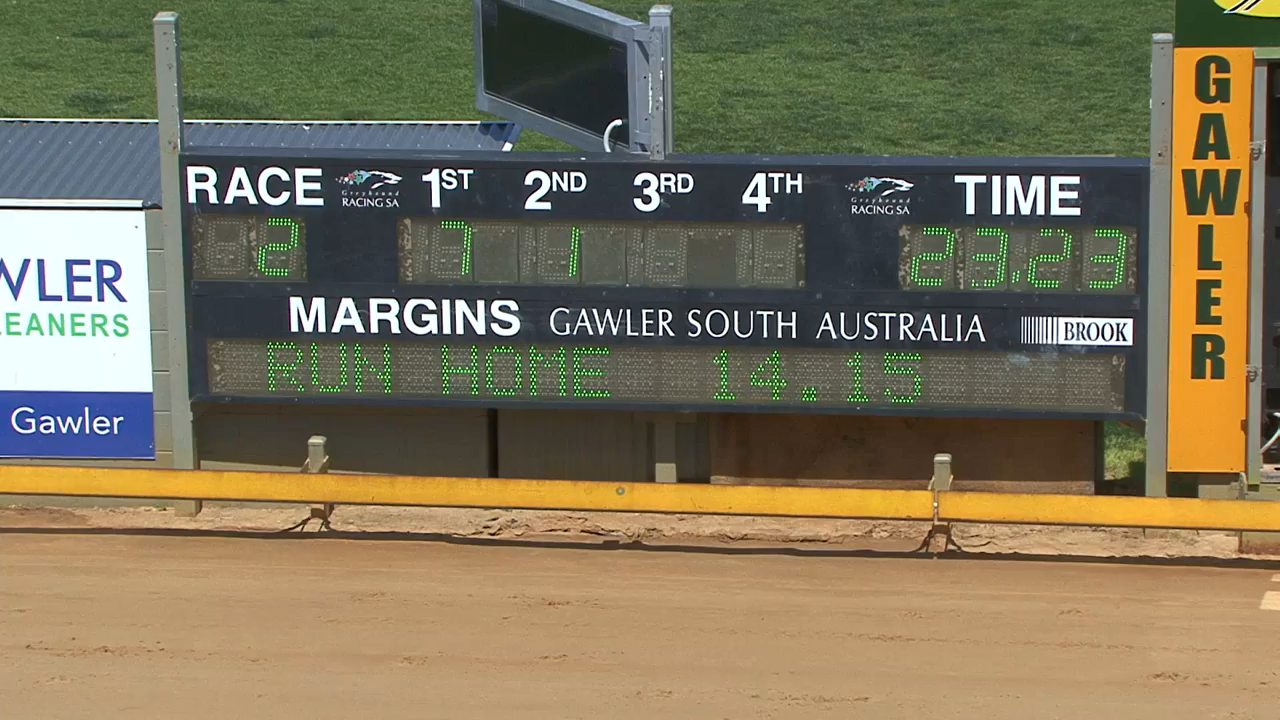 RACE Greyhound RACING SA 1ST 2ND 3RD 4TH Greyhound RACING SA TIME
2 7 1 23.23
MARGINS GAWLER SOUTH AUSTRALIA BROOK
RUN HOME 14.15
WLER
LEANERS
Gawler
GAWLER